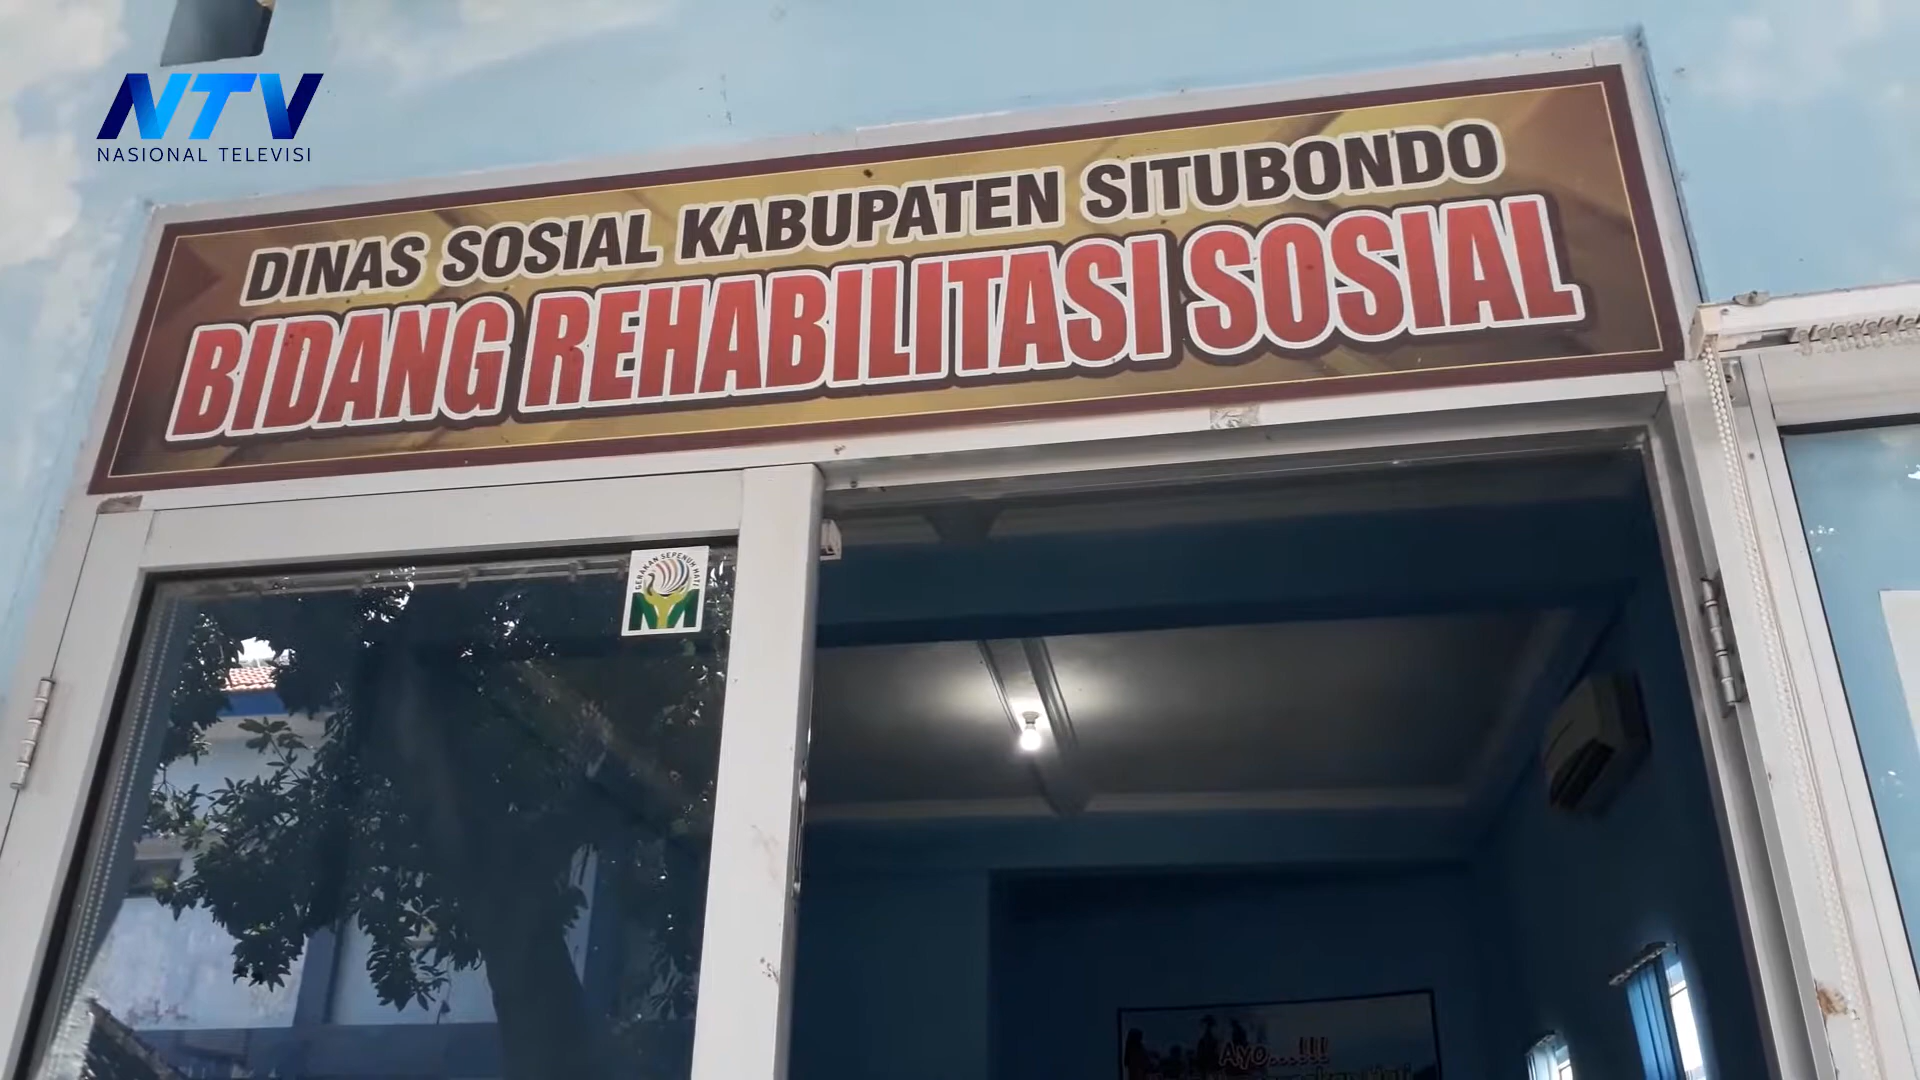 NTV
NASIONAL TELEVISI
DINAS SOSIAL KABUPATEN SITUBONDO
BIDANG REHABILITASI SOSIAL
GERAKAN SEPENUH HATI
Ayo....!!!